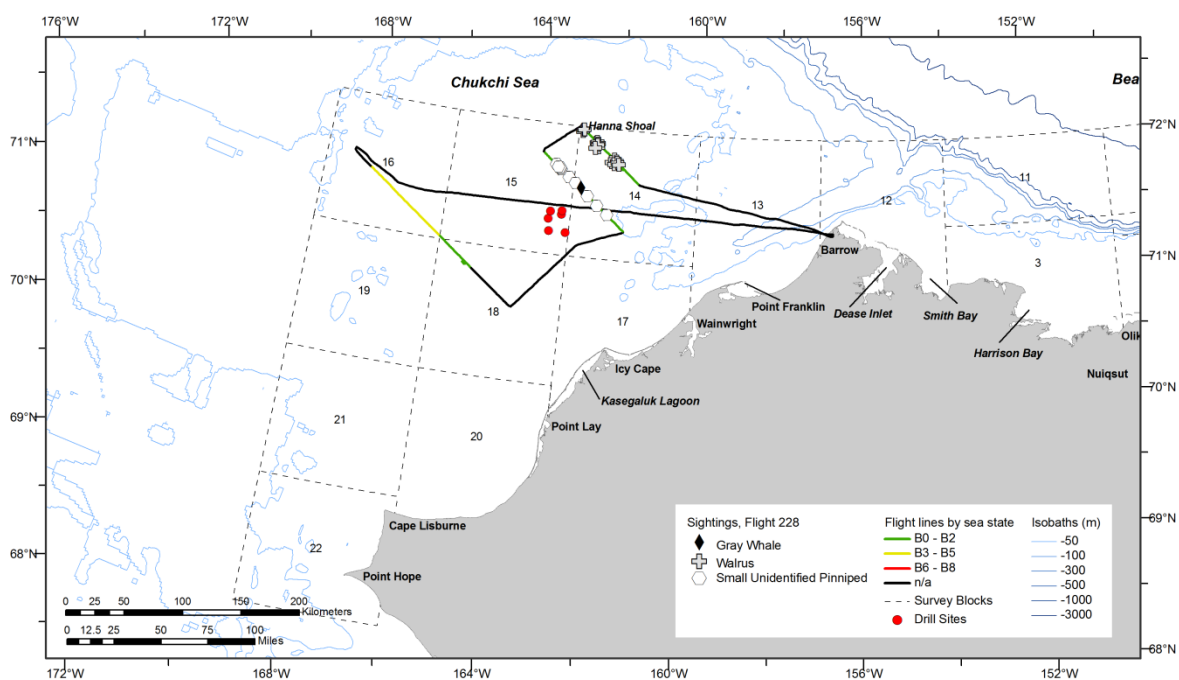 176°W 172°W 168°W 164°W 160°W 156°W 152°W
Chukchi Sea
Bea
72°N
71°N
Hanna Shoal
16
15
14
13
12
11
Barrow
71°N
3
70°N
19
18
17
Point Franklin
Dease Inlet
Smith Bay
Wainwright
Harrison Bay
Olik
Icy Cape
Nuiqsut
70°N
Kasegaluk Lagoon
69°N
21
20
Point Lay
Cape Lisburne
69°N
68°N
22
Point Hope
Sightings, Flight 228
Gray Whale
Walrus
Small Unidentified Pinniped
Flight lines by sea state
B0 - B2
B3 - B5
B6 - B8
n/a
Survey Blocks
Drill Sites
Isobaths (m)
-50
-100
-300
-500
-1000
-3000
0 25 50 100 150 200
Kilometers
0 12.5 25 50 75 100
Miles
68°N
172°W 168°W 164°W 160°W 156°W 152°W